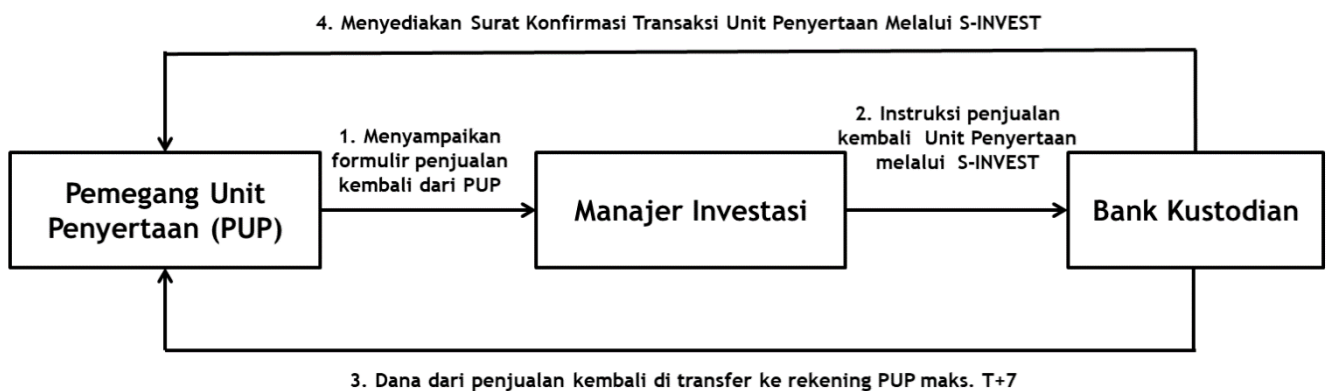 4. Menyediakan Surat Konfirmasi Transaksi Unit Penyertaan Melalui S-INVEST
1. Menyampaikan
formulir penjualan
kembali dari PUP
2. Instruksi penjualan
kembali Unit Penyertaan
melalui S-INVEST
Pemegang Unit
Penyertaan (PUP)
Manajer Investasi
Bank Kustodian
3. Dana dari penjualan kembali di transfer ke rekening PUP maks. T+7